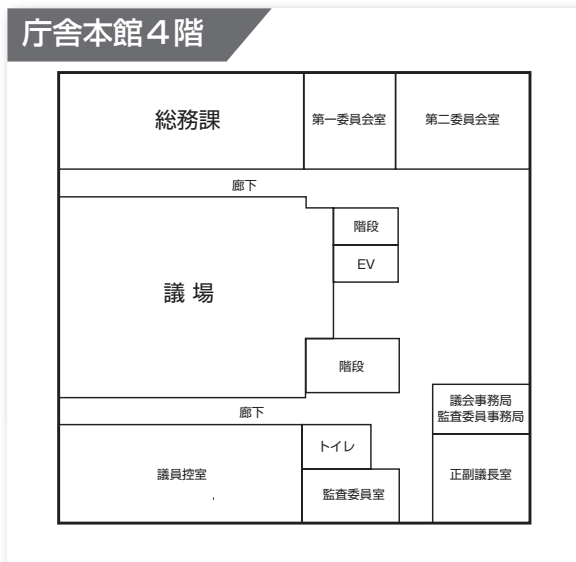 庁舎本館4階
総務課
第一委員会室
第二委員会室
廊下
階段
EV
議場
階段
議会事務局
監査委員事務局
廊下
トイレ
議員控室
監査委員室
正副議長室